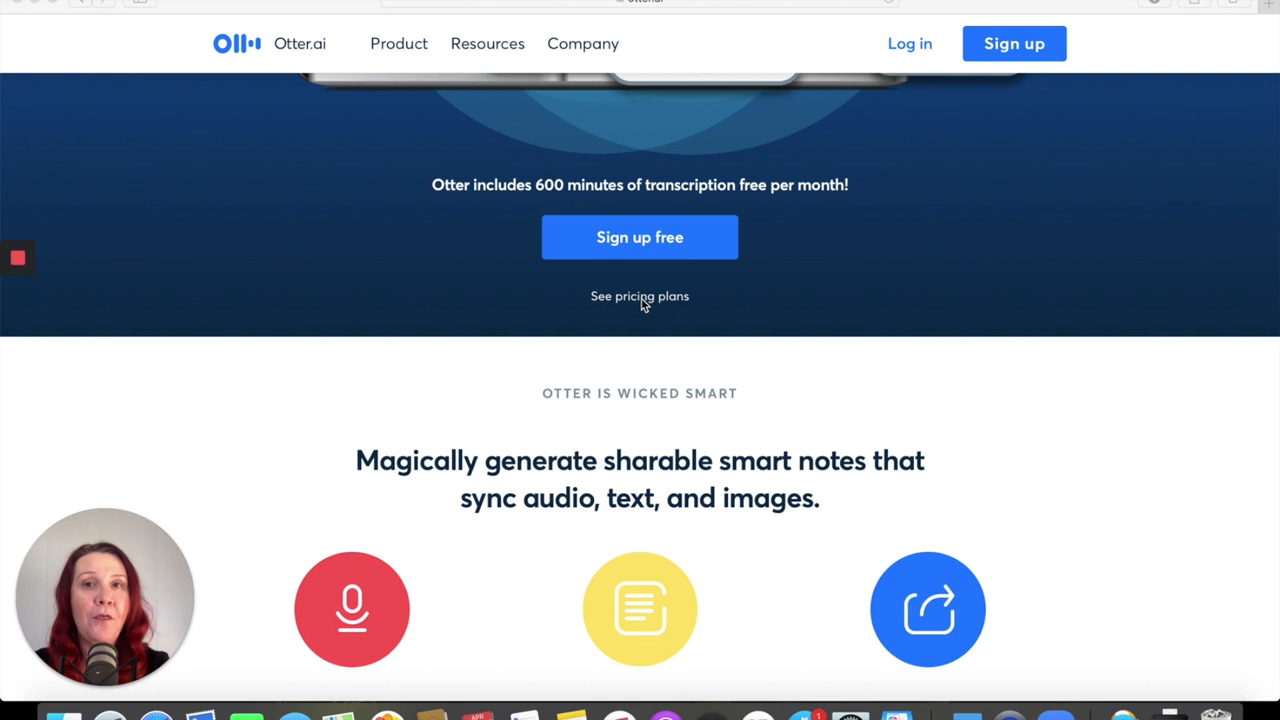 Otter.ai
Product
Resources
Company
Log in
Sign up
Otter includes 600 minutes of transcription free per month!
Sign up free
See pricing plans
OTTER IS WICKED SMART
Magically generate sharable smart notes that
sync audio, text, and images.
APR
1